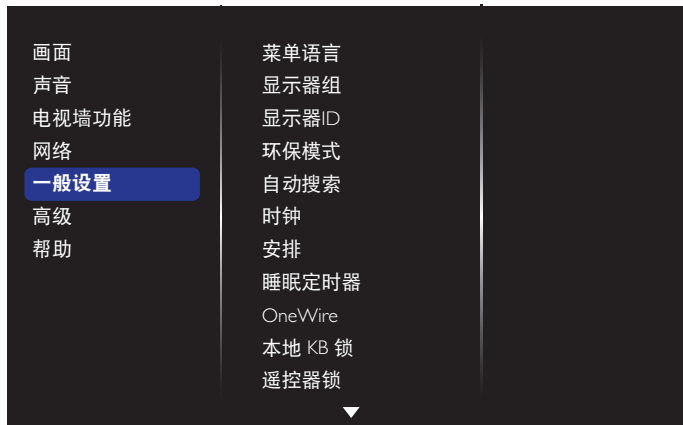 画面
声音
电视墙功能
网络
一般设置
高级
帮助
菜单语言
显示器组
显示器ID
环保模式
自动搜索
时钟
安排
睡眠定时器
OneWire
本地 KB 锁
遥控器锁